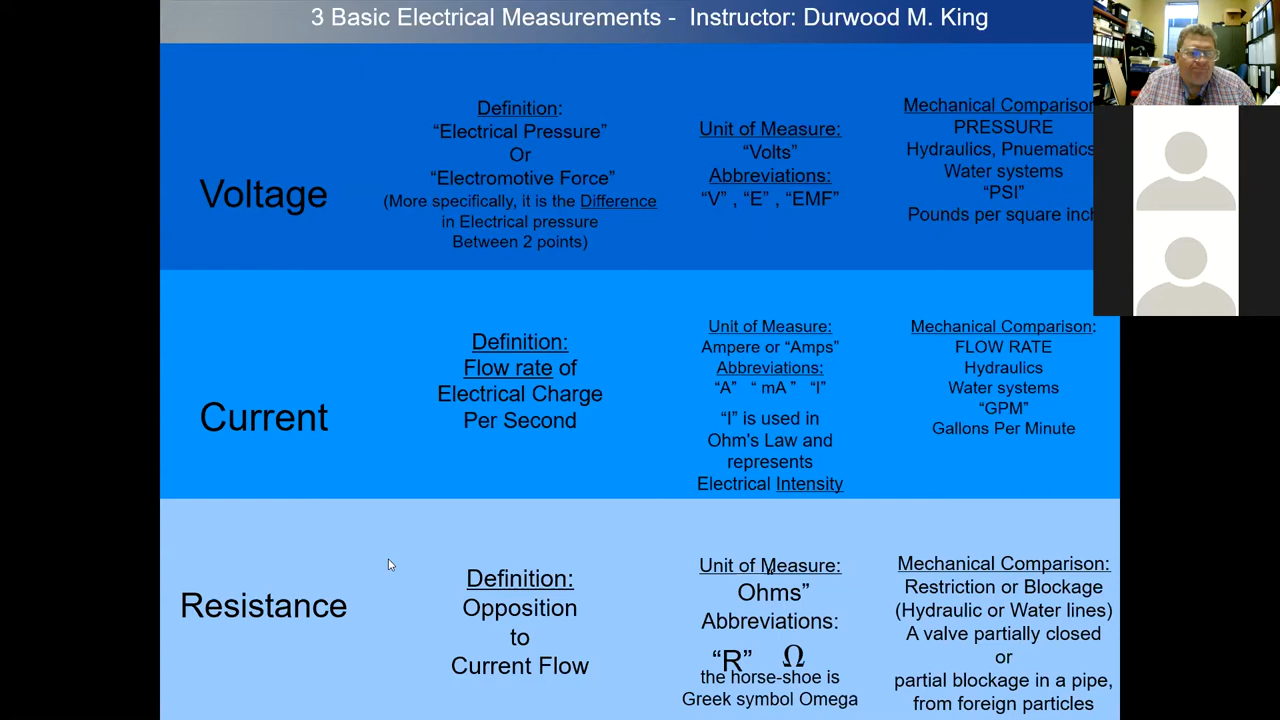 3 Basic Electrical Measurements - Instructor: Durwood M. King
Voltage
Definition:
“Electrical Pressure”
Or
“Electromotive Force”
(More specifically, it is the Difference
in Electrical pressure
Between 2 points)
Unit of Measure:
“Volts”
Abbreviations:
“V” , “E” , “EMF”
Mechanical Comparison
PRESSURE
Hydraulics, Pnuematics
Water systems
“PSI”
Pounds per square inch
Current
Definition:
Flow rate of
Electrical Charge
Per Second
Unit of Measure:
Ampere or “Amps”
Abbreviations:
“A” “ mA ” “I”
“I” is used in
Ohm's Law and
represents
Electrical Intensity
Mechanical Comparison:
FLOW RATE
Hydraulics
Water systems
“GPM”
Gallons Per Minute
Resistance
Definition:
Opposition
to
Current Flow
Unit of Measure:
Ohms”
Abbreviations:
“R” Ω
the horse-shoe is
Greek symbol Omega
Mechanical Comparison:
Restriction or Blockage
(Hydraulic or Water lines)
A valve partially closed
or
partial blockage in a pipe,
from foreign particles